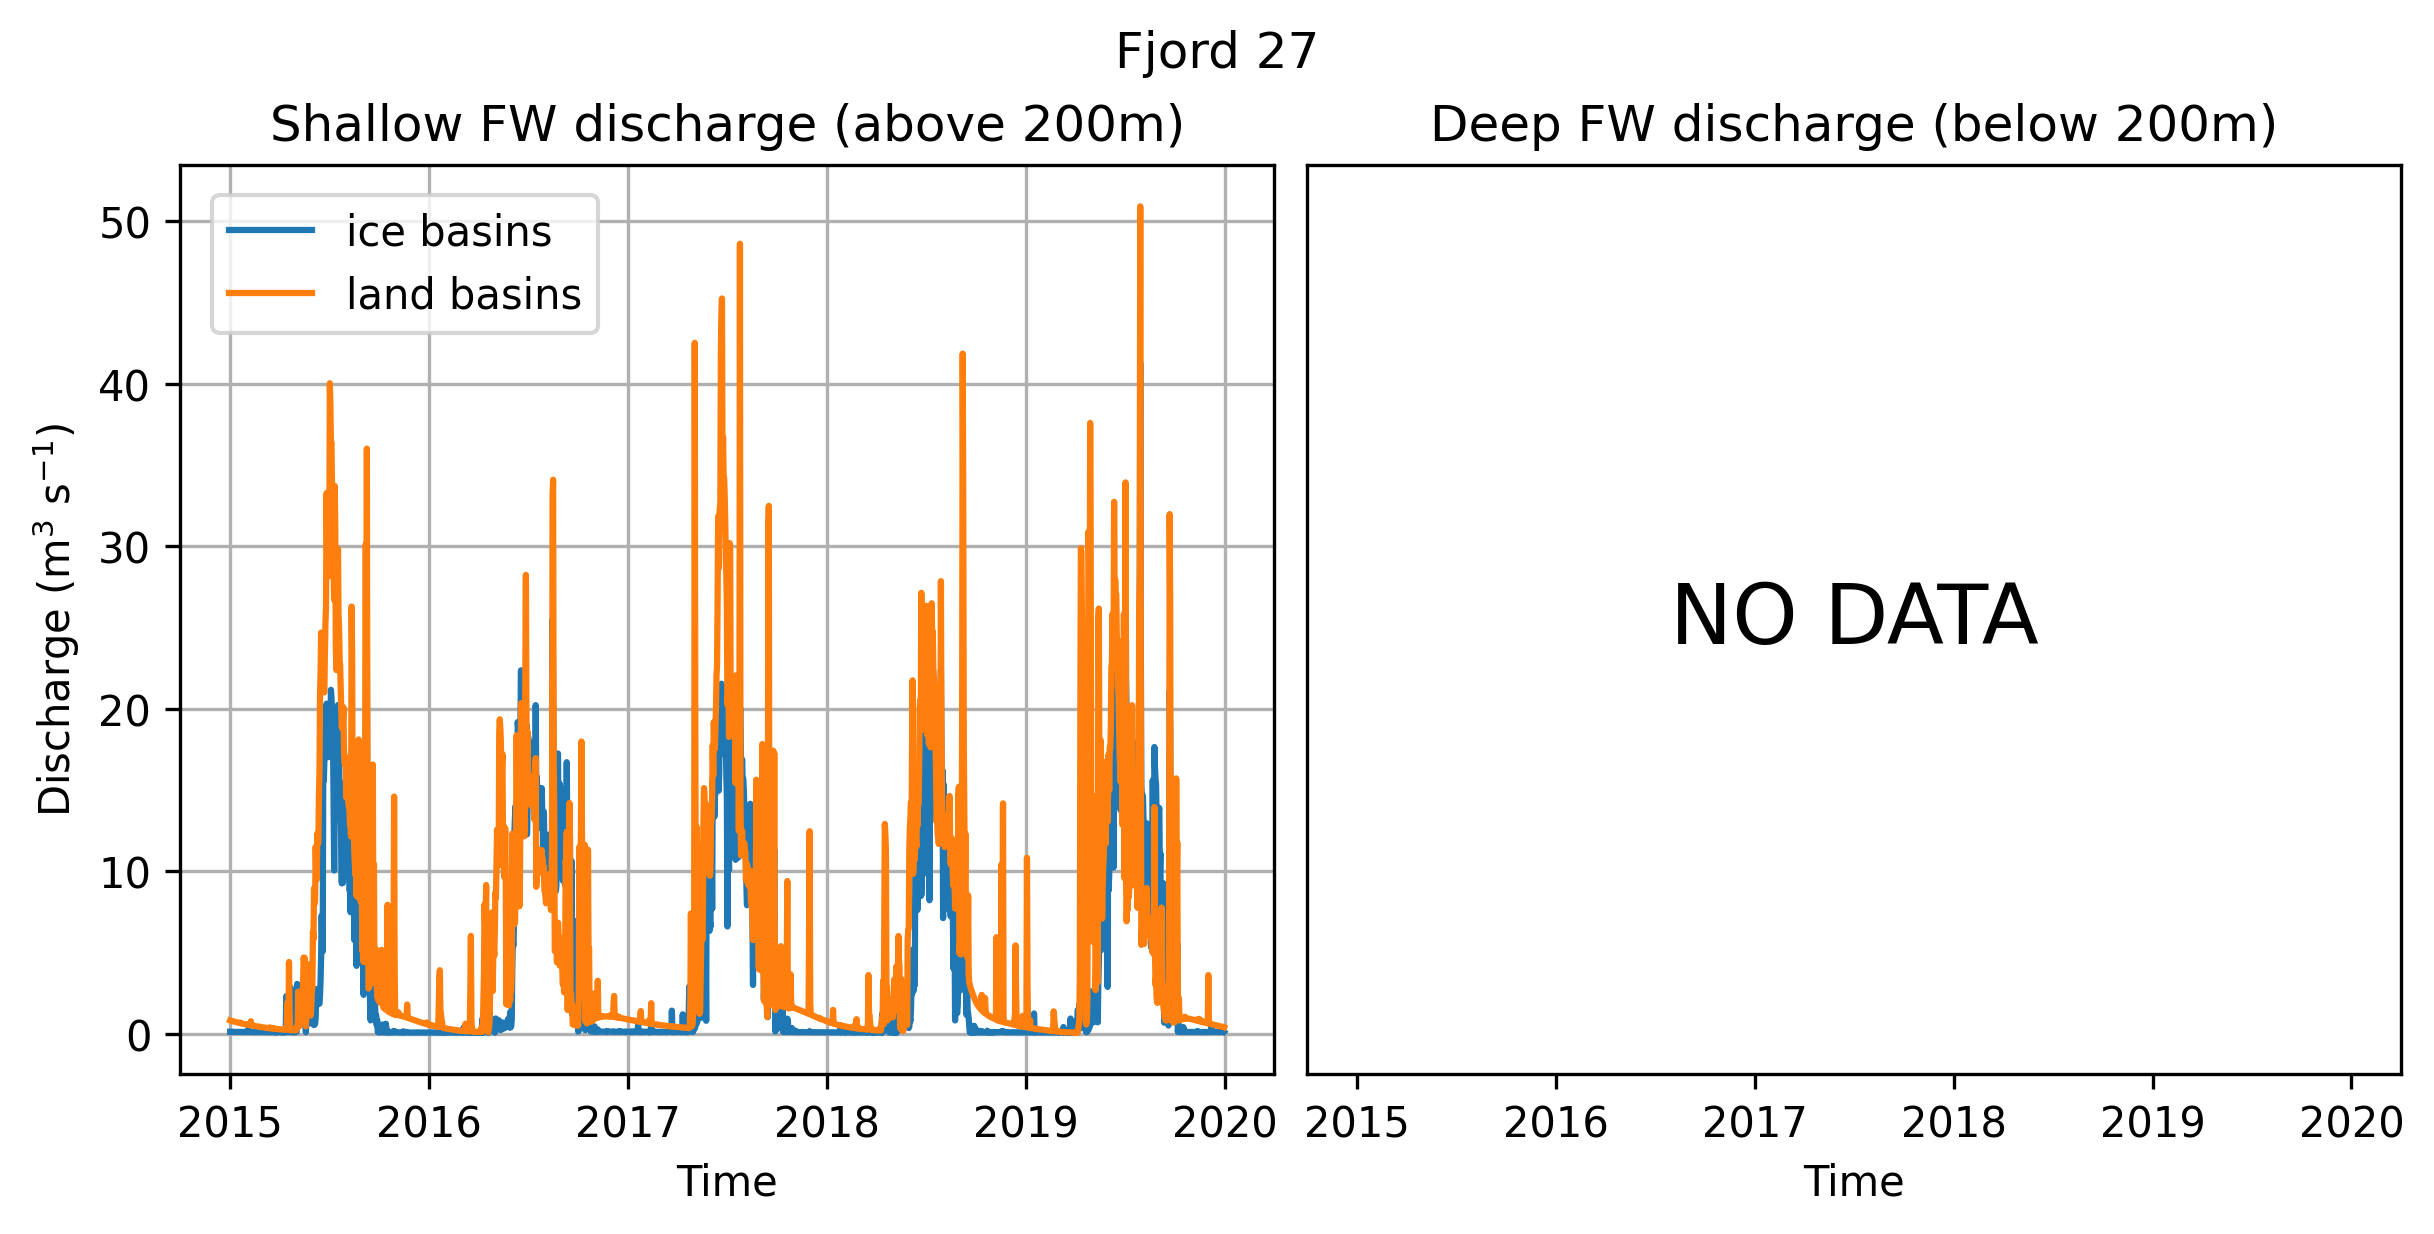 Fjord 27
Shallow FW discharge (above 200m)
Deep FW discharge (below 200m)
ice basins
land basins
Discharge (m³ s⁻¹)
50
40
30
20
10
0
NO DATA
2015 2016 2017 2018 2019 2020
2015 2016 2017 2018 2019 2020
Time
Time